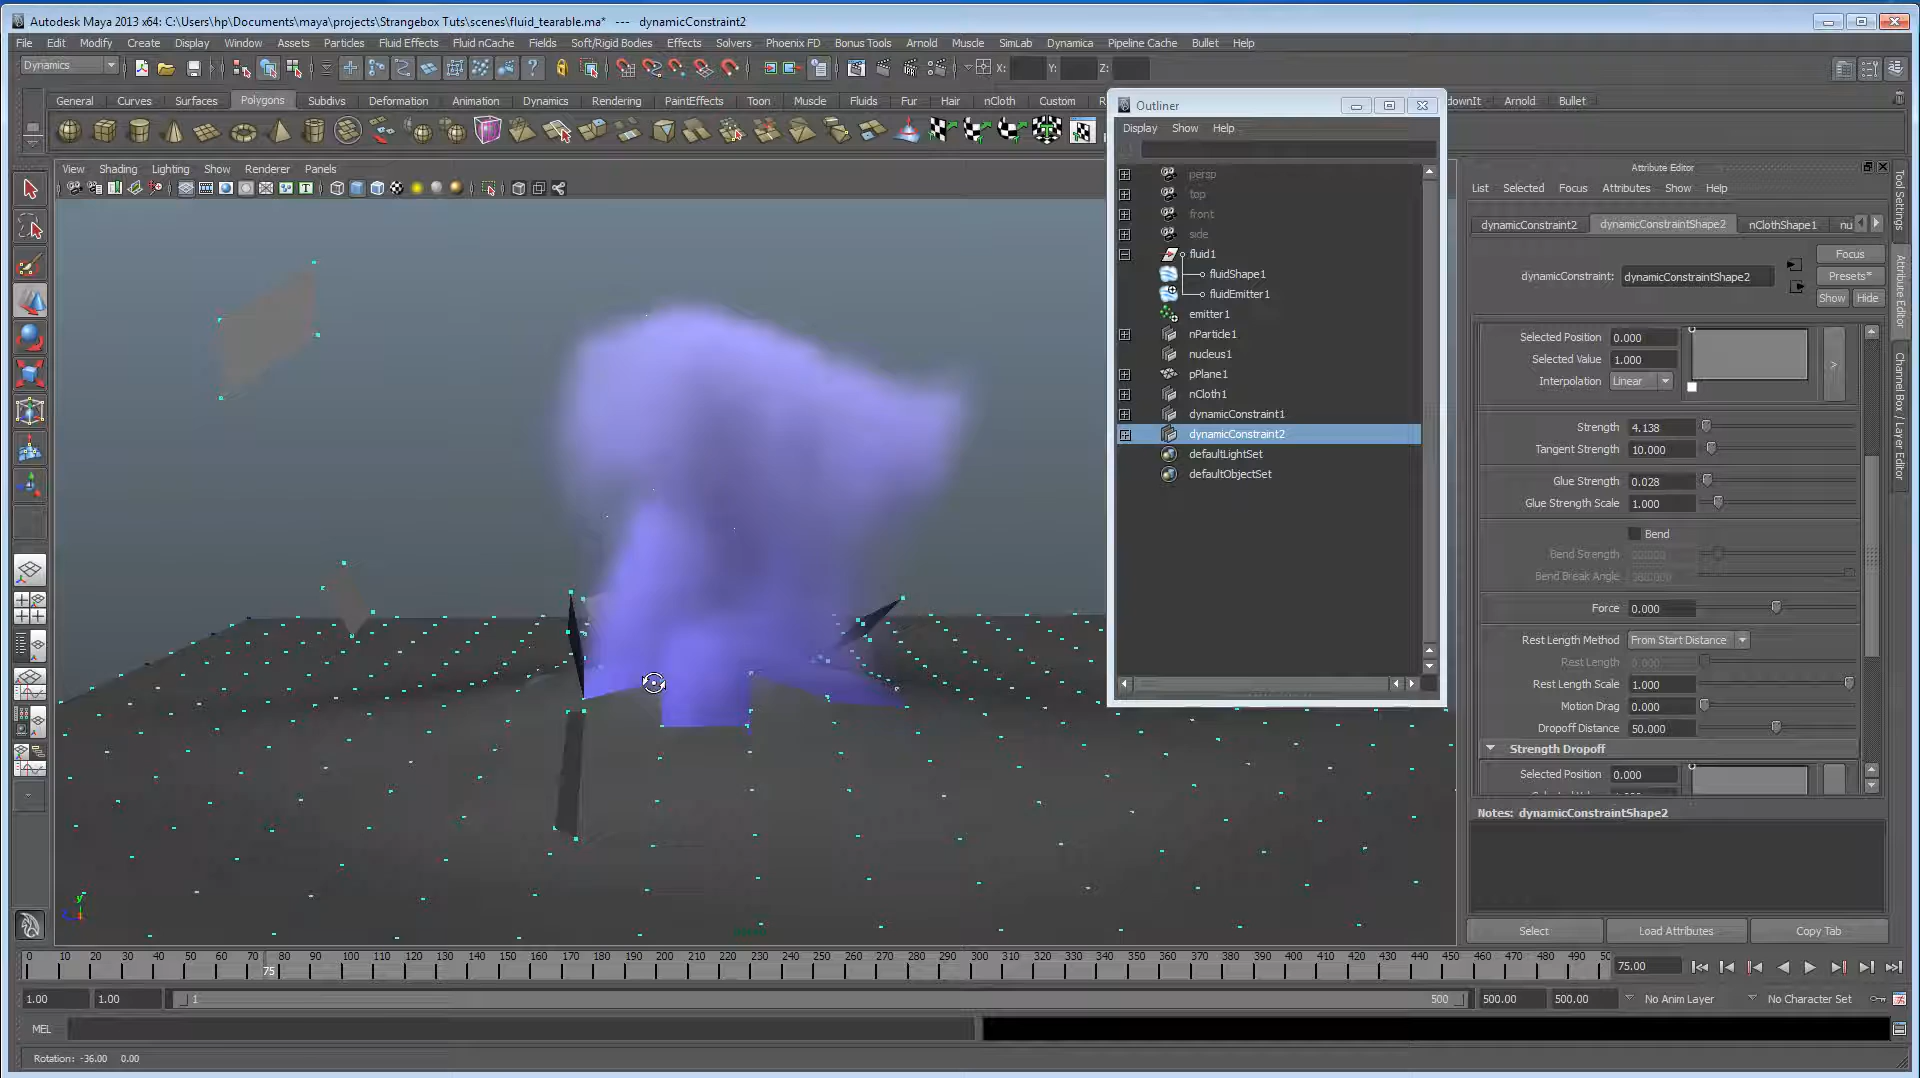 Autodesk Maya 2013 x64: C:\Users\hp\Documents\maya\projects\Strangebox Tuts\scenes\fluid_tearable.ma* --- dynamicConstraint2
File Edit Modify Create Display Window Assets Particles Fluid Effects Fluid nCache Fields Soft/Rigid Bodies Effects Solvers Phoenix FD Bonus Tools Arnold Muscle SimLab Dynamica Pipeline Cache Bullet Help
Dynamics X: Y: Z:
General Curves Surfaces Polygons Subdivs Deformation Animation Dynamics Rendering PaintEffects Toon Muscle Fluids Fur Hair nCloth Custom Arnold Bullet
View Shading Lighting Show Renderer Panels
Outliner
Display Show Help
persp
top
front
side
fluid1
fluidShape1
fluidEmitter1
emitter1
nParticle1
nucleus1
pPlane1
nCloth1
dynamicConstraint1
dynamicConstraint2
defaultLightSet
defaultObjectSet
Attribute Editor
List Selected Focus Attributes Show Help
dynamicConstraint2 dynamicConstraintShape2 nClothShape1 nu
Focus
dynamicConstraint: dynamicConstraintShape2 Presets*
Show Hide
Selected Position 0.000
Selected Value 1.000
Interpolation Linear
Strength 4.138
Tangent Strength 10.000
Glue Strength 0.028
Glue Strength Scale 1.000
Bend
Bend Strength
Bend Break Angle
Force 0.000
Rest Length Method From Start Distance
Rest Length 0.000
Rest Length Scale 1.000
Motion Drag 0.000
Dropoff Distance 50.000
Strength Dropoff
Selected Position 0.000
Notes: dynamicConstraintShape2
Select Load Attributes Copy Tab
Tool Settings
Attribute Editor
Channel Box / Layer Editor
0 10 20 30 40 50 60 70 80 90 100 110 120 130 140 150 160 170 180 190 200 210 220 230 240 250 260 270 280 290 300 310 320 330 340 350 360 370 380 390 400 410 420 430 440 450 460 470 480 490 50
75 75.00
1.00 1.00 1 500 500.00 500.00 No Anim Layer No Character Set
MEL
Rotation: -36.00 0.00